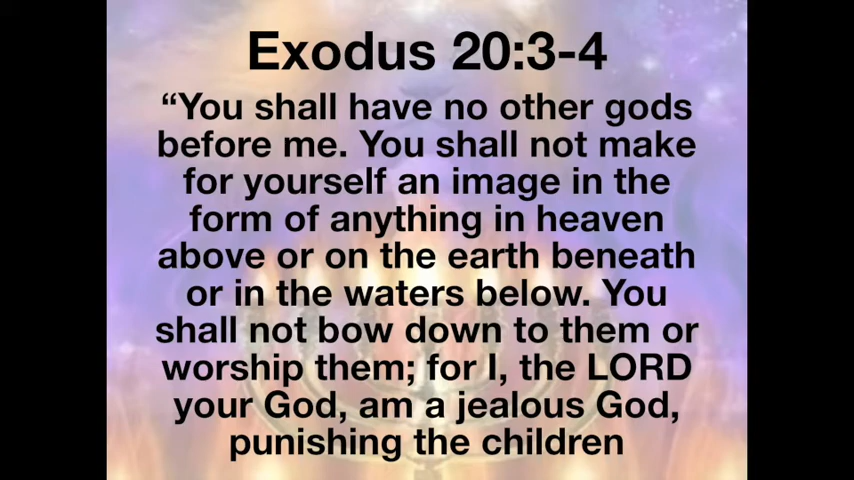 Exodus 20:3-4
“You shall have no other gods
before me. You shall not make
for yourself an image in the
form of anything in heaven
above or on the earth beneath
or in the waters below. You
shall not bow down to them or
worship them; for I, the LORD
your God, am a jealous God,
punishing the children